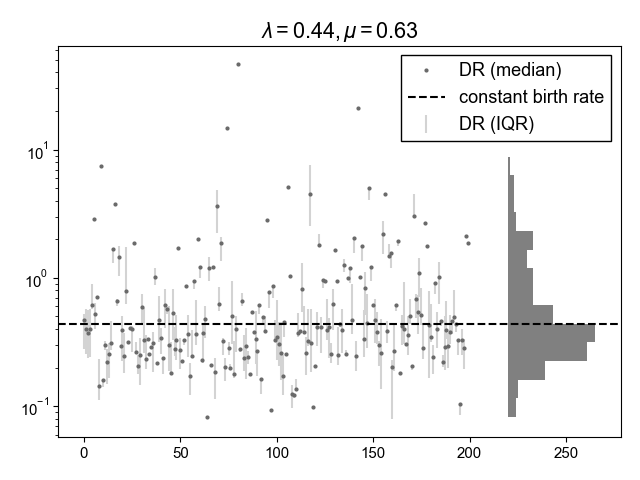 λ = 0.44, μ = 0.63
DR (median)
constant birth rate
DR (IQR)
10¹
10⁰
10⁻¹
0 50 100 150 200 250